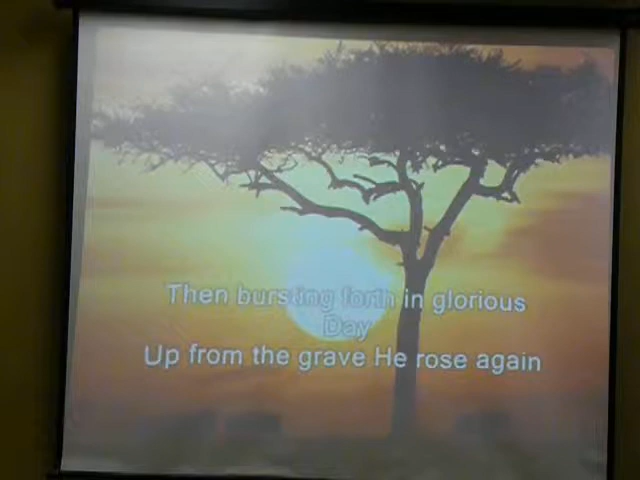 Then bursting forth in glorious
Day
Up from the grave He rose again